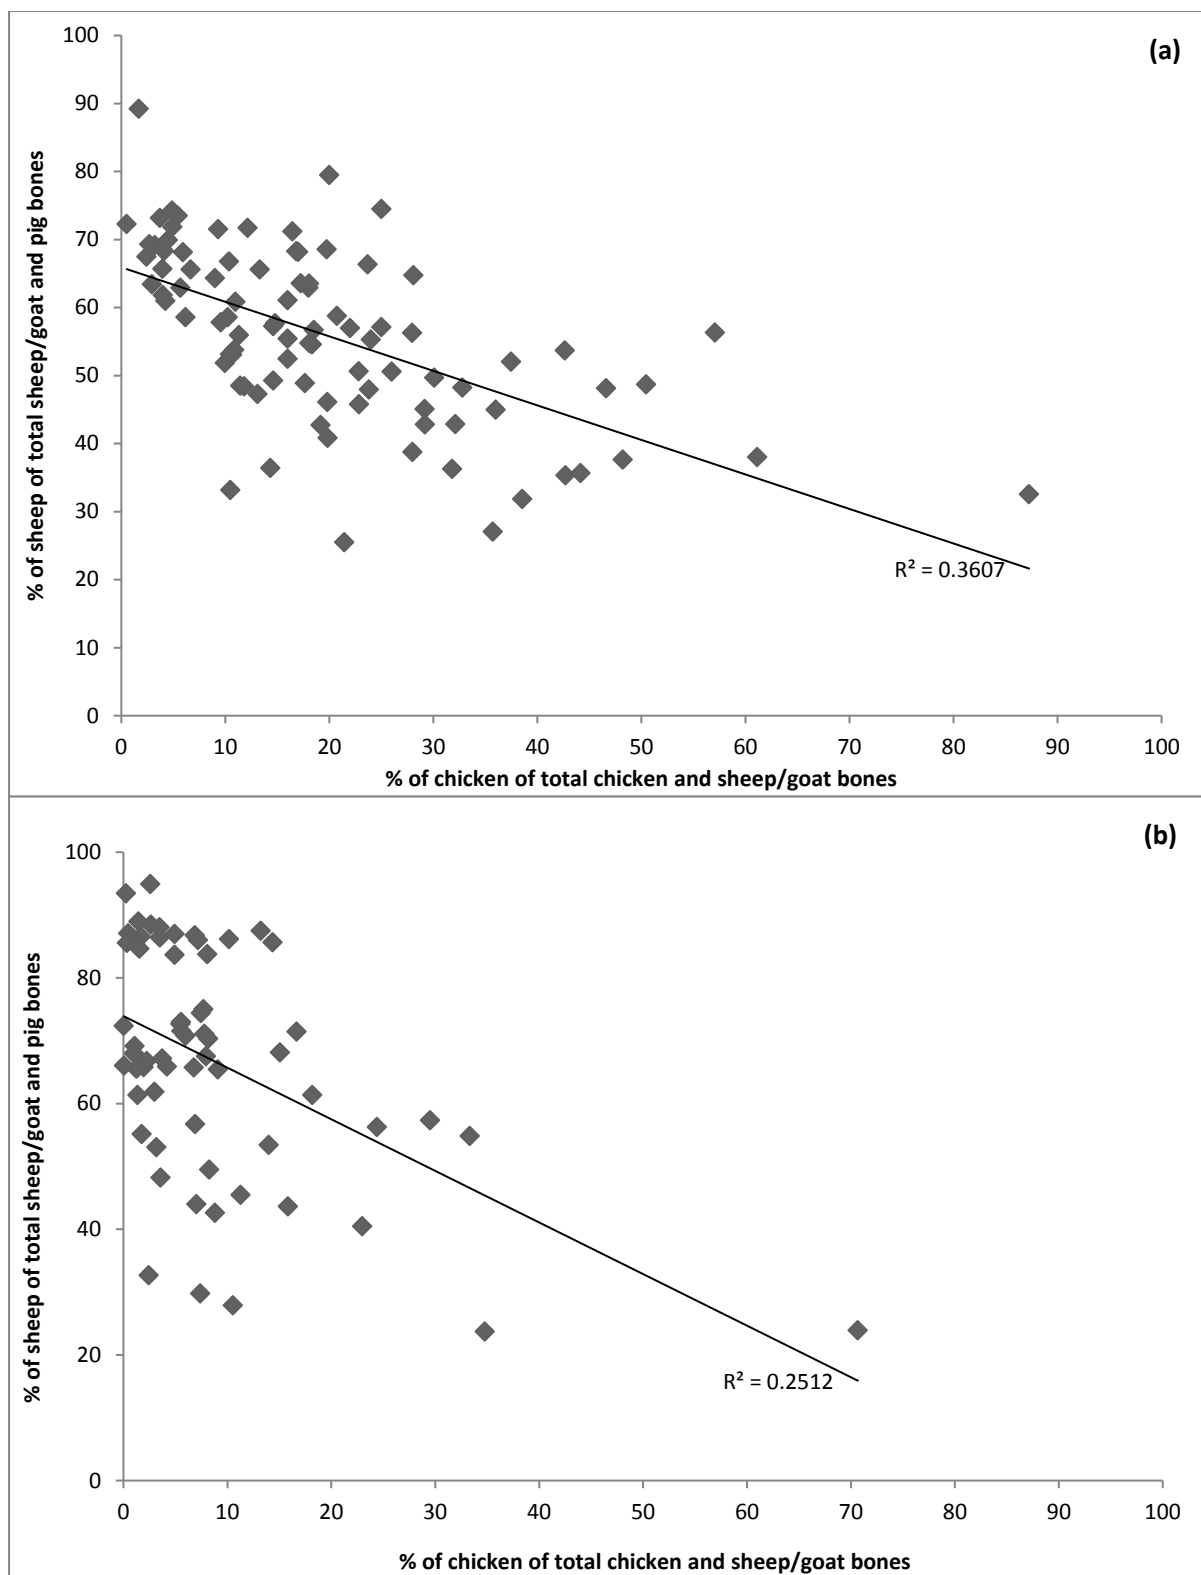 (a)
% of sheep of total sheep/goat and pig bones
100
90
80
70
60
50
40
30
20
10
0
R² = 0.3607
0 10 20 30 40 50 60 70 80 90 100
% of chicken of total chicken and sheep/goat bones
(b)
% of sheep of total sheep/goat and pig bones
100
80
60
40
20
0
R² = 0.2512
0 10 20 30 40 50 60 70 80 90 100
% of chicken of total chicken and sheep/goat bones